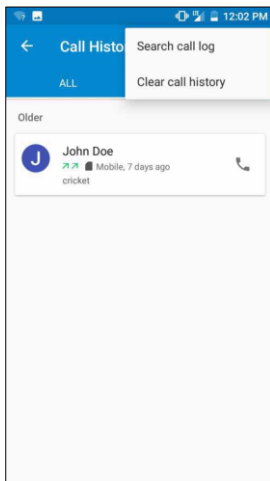 12:02 PM
Call Histo
Search call log
ALL
Clear call history
Older
J
John Doe
Mobile, 7 days ago
cricket